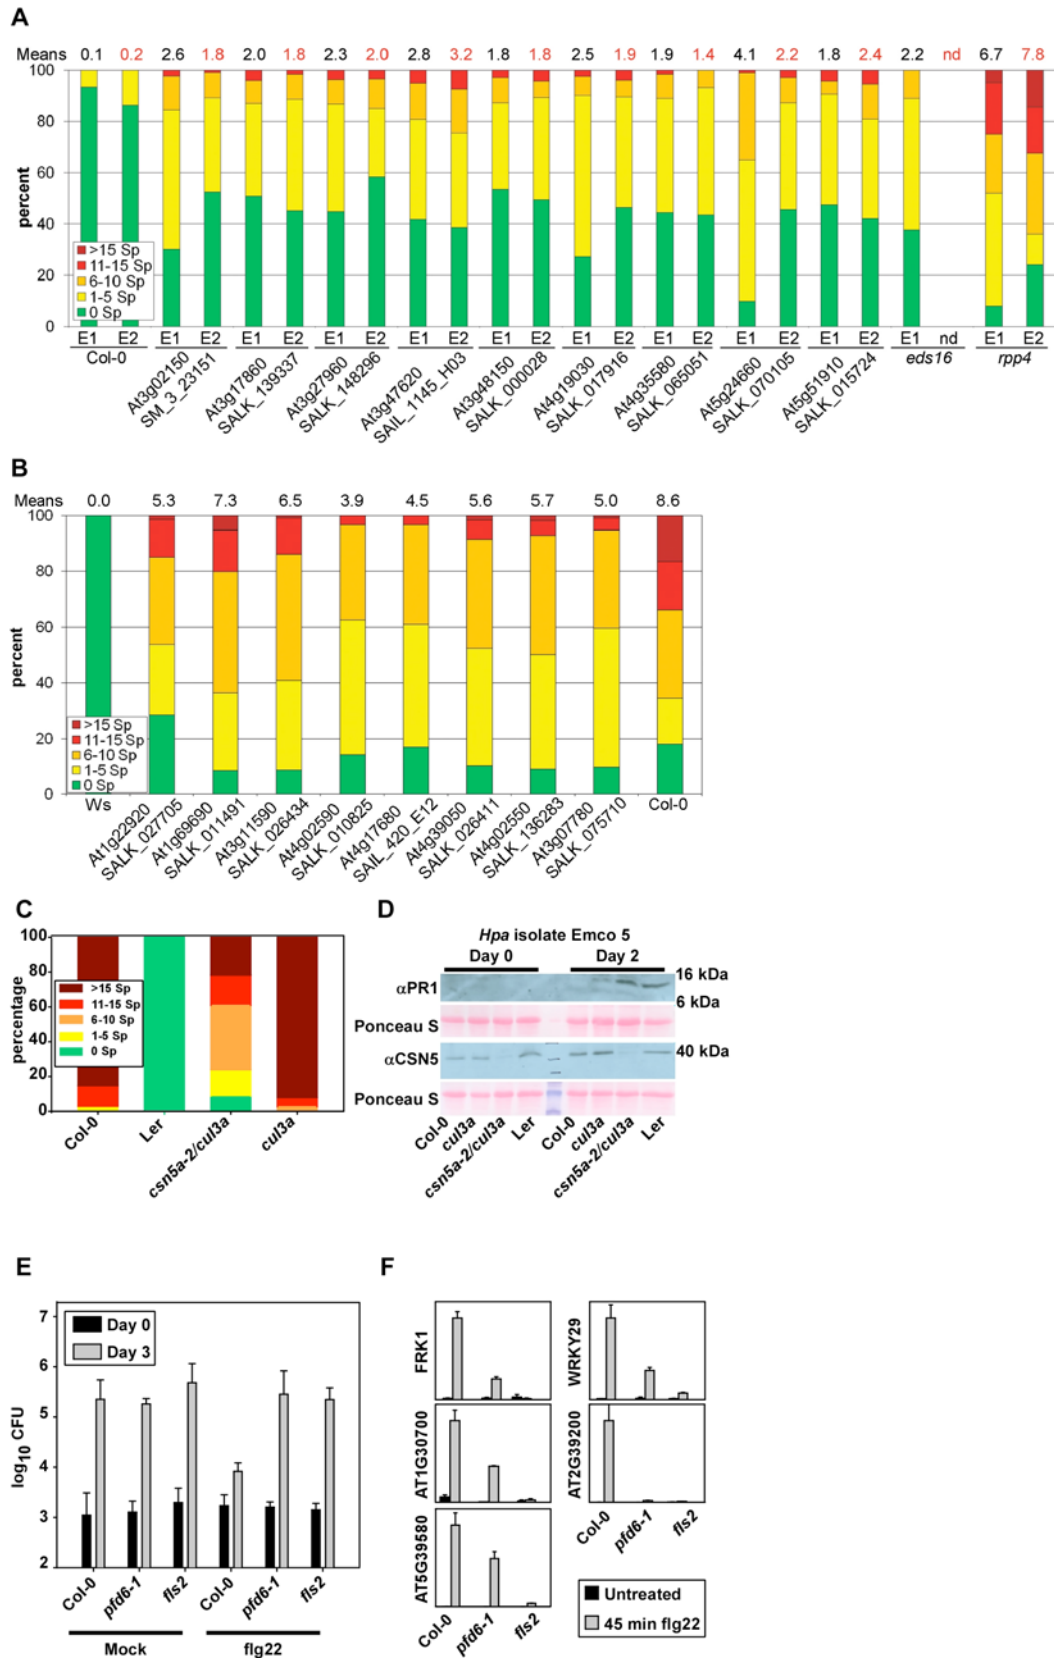 A
Means 0.1 0.2 2.6 1.8 2.0 1.8 2.3 2.0 2.8 3.2 1.8 1.8 2.5 1.9 1.9 1.4 4.1 2.2 1.8 2.4 2.2 nd 6.7 7.8
100
80
60
40
20
0
percent
>15 Sp
11-15 Sp
6-10 Sp
1-5 Sp
0 Sp
E1 E2 E1 E2 E1 E2 E1 E2 E1 E2 E1 E2 E1 E2 E1 E2 E1 E2 E1 E2 E1 nd E1 E2
Col-0
At3g02150
SM_3_23151
At3g17860
SALK_139337
At3g27960
SALK_148296
At3g47620
SAIL_1145_H03
At3g48150
SALK_000028
At4g19030
SALK_017916
At4g35580
SALK_065051
At5g24660
SALK_070105
At5g51910
SALK_015724
eds16
rpp4
B
Means 0.0 5.3 7.3 6.5 3.9 4.5 5.6 5.7 5.0 8.6
100
80
60
40
20
0
percent
>15 Sp
11-15 Sp
6-10 Sp
1-5 Sp
0 Sp
Ws
At1g22920
SALK_027705
At1g69690
SALK_011491
At3g11590
SALK_026434
At4g02590
SALK_010825
At4g17680
SAIL_420_E12
At4g39050
SALK_026411
At4g02550
SALK_136283
At3g07780
SALK_075710
Col-0
C
100
80
60
40
20
0
percentage
>15 Sp
11-15 Sp
6-10 Sp
1-5 Sp
0 Sp
Col-0
Ler
csn5a-2/cul3a
cul3a
D
Hpa isolate Emco 5
Day 0 Day 2
αPR1
16 kDa
6 kDa
Ponceau S
αCSN5
40 kDa
Ponceau S
Col-0
cul3a
csn5a-2/cul3a
Ler
Col-0
cul3a
csn5a-2/cul3a
Ler
E
7
6
5
4
3
2
log10 CFU
Day 0
Day 3
Col-0
pfd6-1
fls2
Col-0
pfd6-1
fls2
Mock flg22
F
FRK1
WRKY29
AT1G30700
AT2G39200
AT5G39580
Col-0
pfd6-1
fls2
Col-0
pfd6-1
fls2
Untreated
45 min flg22